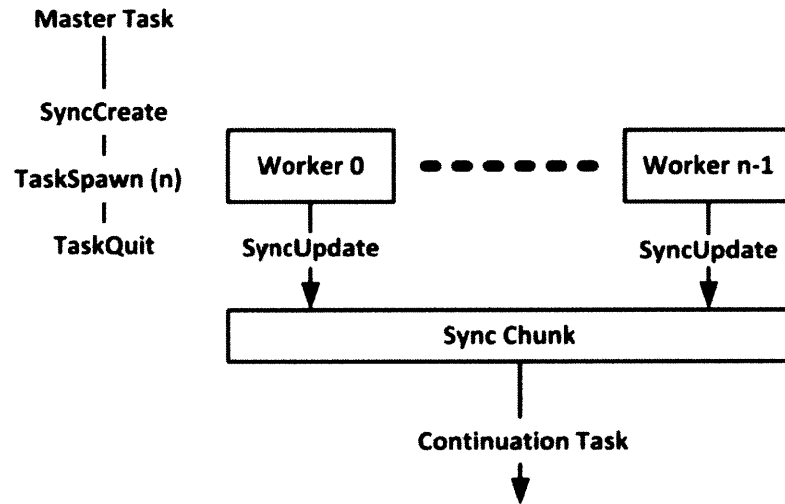 Master Task
SyncCreate
TaskSpawn (n)
TaskQuit
Worker 0
Worker n-1
SyncUpdate
SyncUpdate
Sync Chunk
Continuation Task